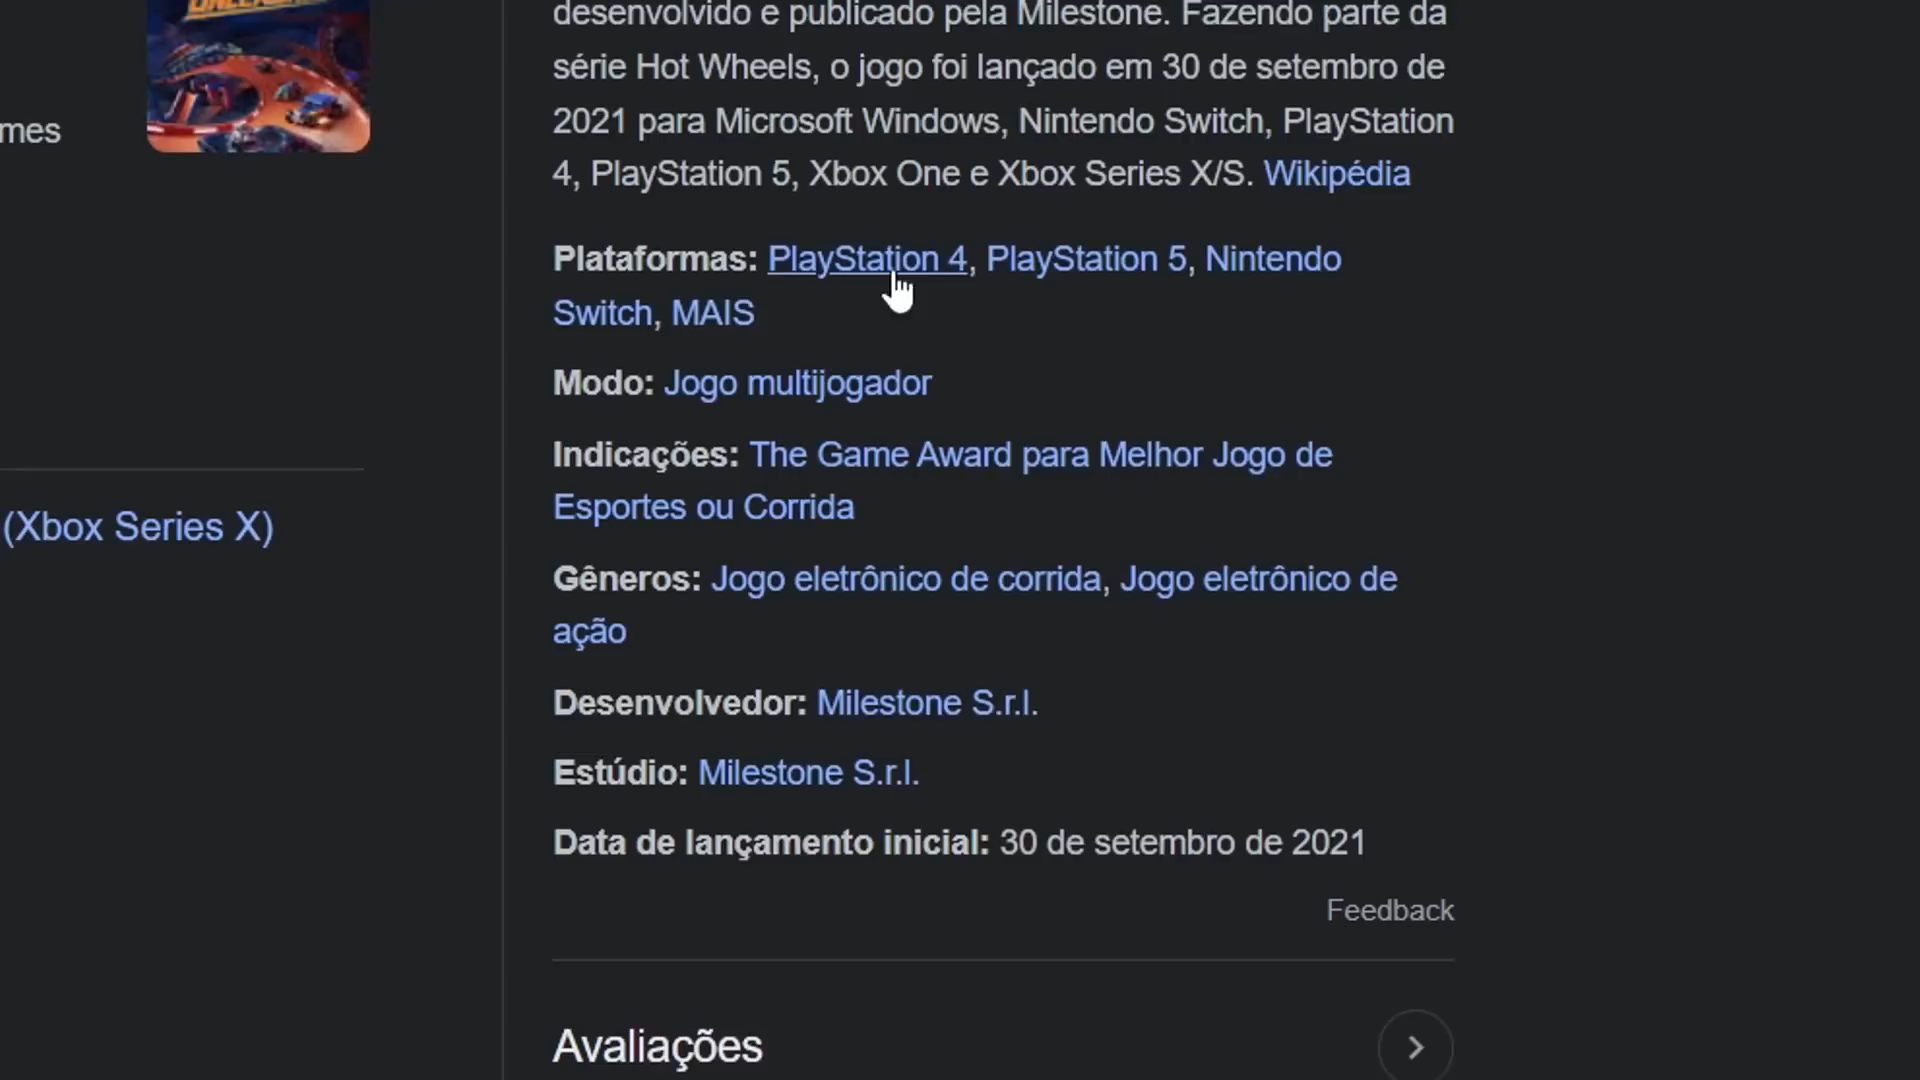 UNLEASHED
desenvolvido e publicado pela Milestone. Fazendo parte da
série Hot Wheels, o jogo foi lançado em 30 de setembro de
2021 para Microsoft Windows, Nintendo Switch, PlayStation
4, PlayStation 5, Xbox One e Xbox Series X/S. Wikipédia
mes
Plataformas: PlayStation 4, PlayStation 5, Nintendo
Switch, MAIS
Modo: Jogo multijogador
Indicações: The Game Award para Melhor Jogo de
Esportes ou Corrida
(Xbox Series X)
Gêneros: Jogo eletrônico de corrida, Jogo eletrônico de
ação
Desenvolvedor: Milestone S.r.l.
Estúdio: Milestone S.r.l.
Data de lançamento inicial: 30 de setembro de 2021
Feedback
Avaliações